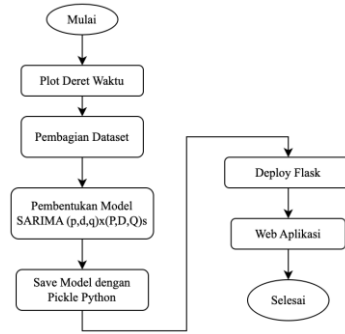 Mulai
Plot Deret Waktu
Pembagian Dataset
Pembentukan Model
SARIMA (p,d,q)x(P,D,Q)s
Save Model dengan
Pickle Python
Deploy Flask
Web Aplikasi
Selesai